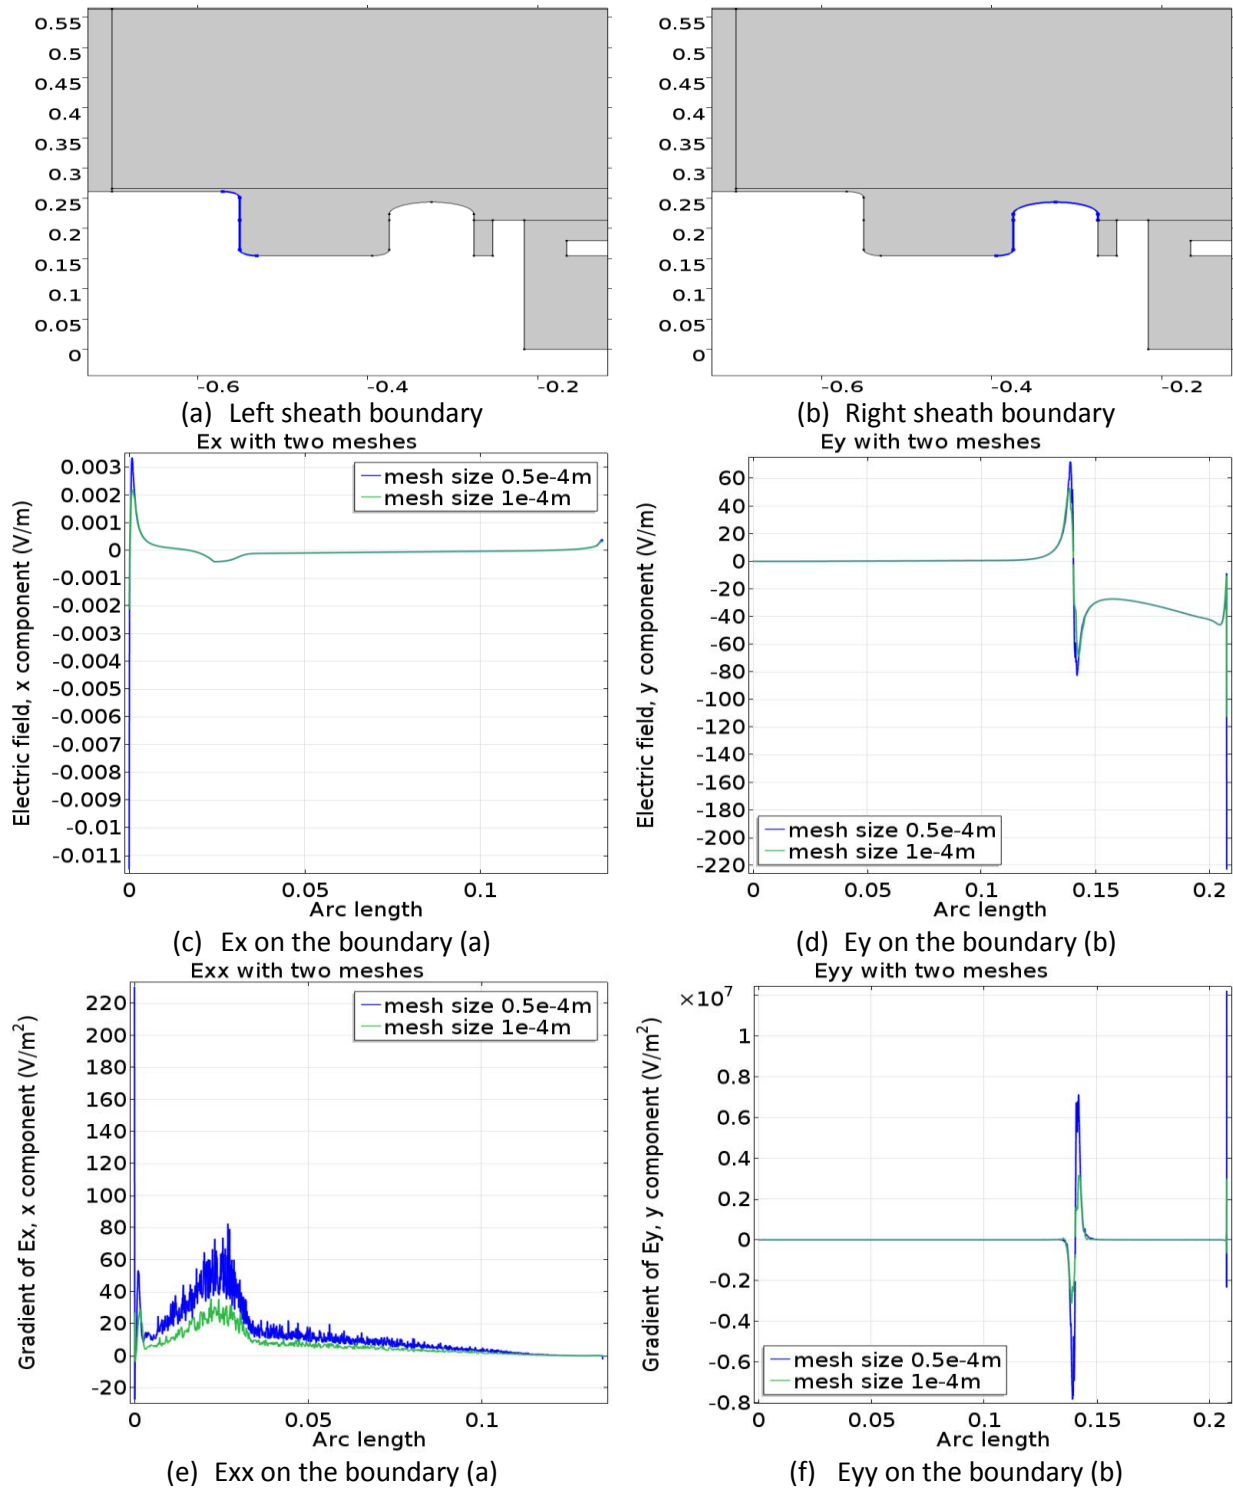 0.55
0.5
0.45
0.4
0.35
0.3
0.25
0.2
0.15
0.1
0.05
0
-0.6 -0.4 -0.2
(a) Left sheath boundary
0.55
0.5
0.45
0.4
0.35
0.3
0.25
0.2
0.15
0.1
0.05
0
-0.6 -0.4 -0.2
(b) Right sheath boundary
Ex with two meshes
Electric field, x component (V/m)
0.003
0.002
0.001
0
-0.001
-0.002
-0.003
-0.004
-0.005
-0.006
-0.007
-0.008
-0.009
-0.01
-0.011
mesh size 0.5e-4m
mesh size 1e-4m
0 0.05 0.1
Arc length
(c) Ex on the boundary (a)
Ey with two meshes
Electric field, y component (V/m)
60
40
20
0
-20
-40
-60
-80
-100
-120
-140
-160
-180
-200
-220
mesh size 0.5e-4m
mesh size 1e-4m
0 0.05 0.1 0.15 0.2
Arc length
(d) Ey on the boundary (b)
Exx with two meshes
Gradient of Ex, x component (V/m²)
220
200
180
160
140
120
100
80
60
40
20
0
-20
mesh size 0.5e-4m
mesh size 1e-4m
0 0.05 0.1
Arc length
(e) Exx on the boundary (a)
Eyy with two meshes
Gradient of Ey, y component (V/m²)
×10⁷
1
0.8
0.6
0.4
0.2
0
-0.2
-0.4
-0.6
-0.8
mesh size 0.5e-4m
mesh size 1e-4m
0 0.05 0.1 0.15 0.2
Arc length
(f) Eyy on the boundary (b)